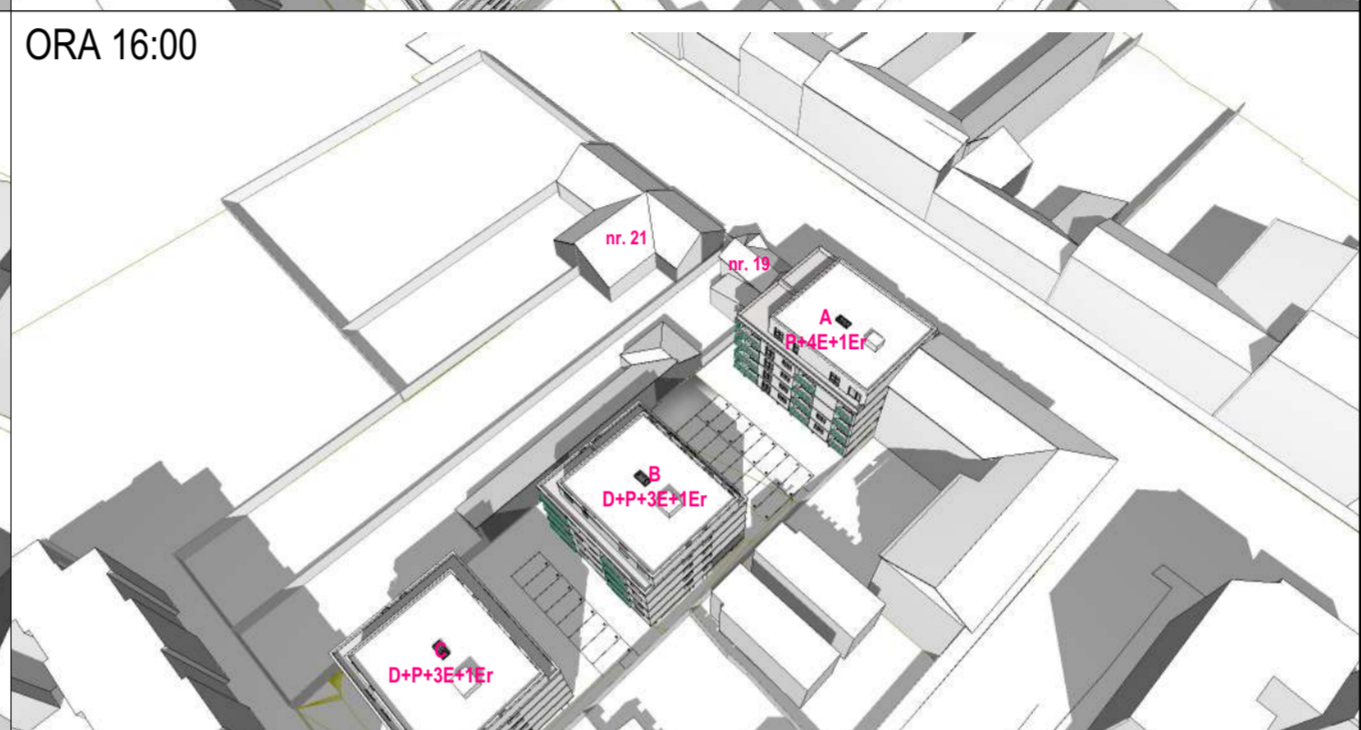 ORA 16:00
nr. 21
nr. 19
A
P+4E+1Er
B
D+P+3E+1Er
C
D+P+3E+1Er